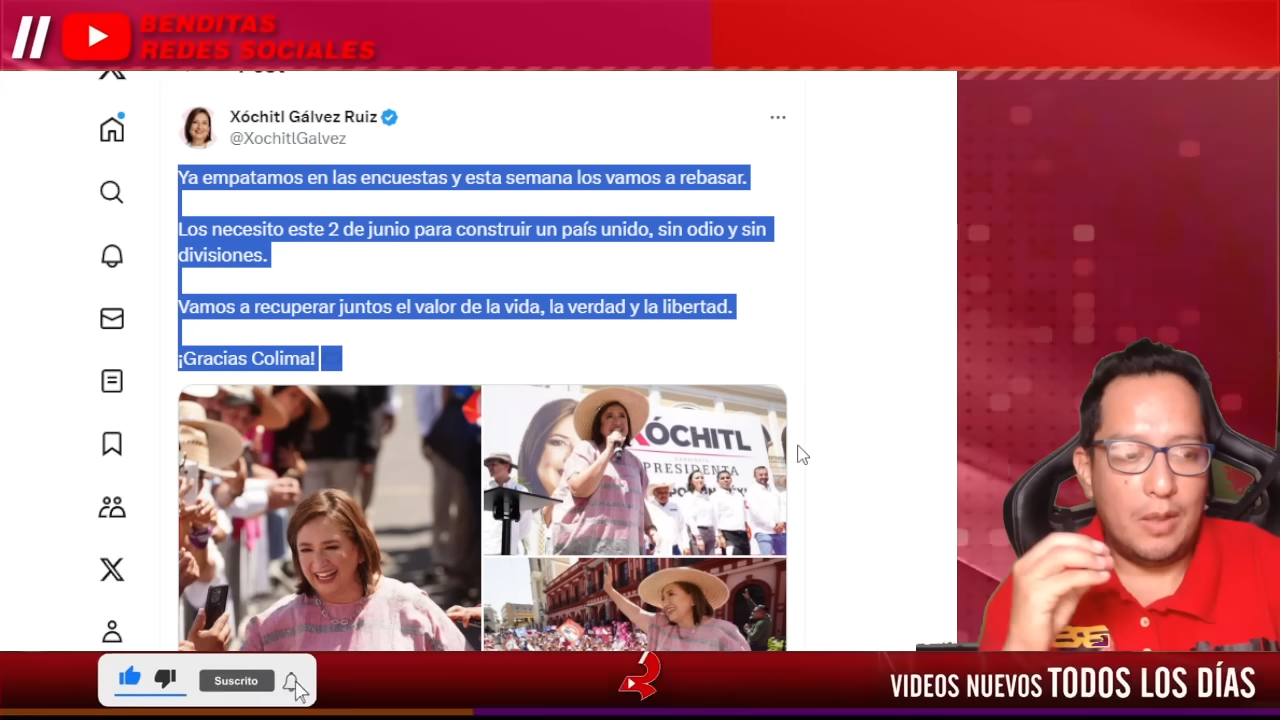 BENDITAS
REDES SOCIALES
Xóchitl Gálvez Ruiz
@XochitlGalvez
Ya empatamos en las encuestas y esta semana los vamos a rebasar.
Los necesito este 2 de junio para construir un país unido, sin odio y sin
divisiones.
Vamos a recuperar juntos el valor de la vida, la verdad y la libertad.
¡Gracias Colima!
XÓCHITL
PRESIDENTA
Suscrito
VIDEOS NUEVOS TODOS LOS DÍAS